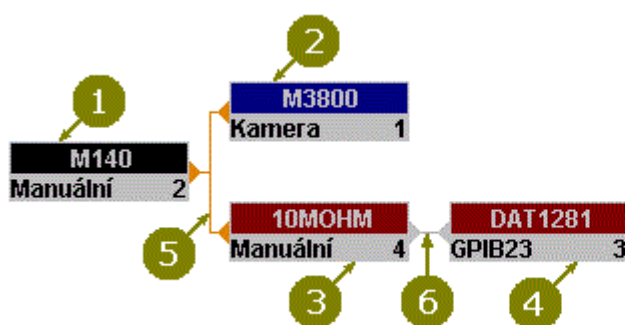 1
2
M3800
Kamera 1
M140
Manuální 2
10MOHM
Manuální 4
DAT1281
GPIB23 3
5
3
6
4